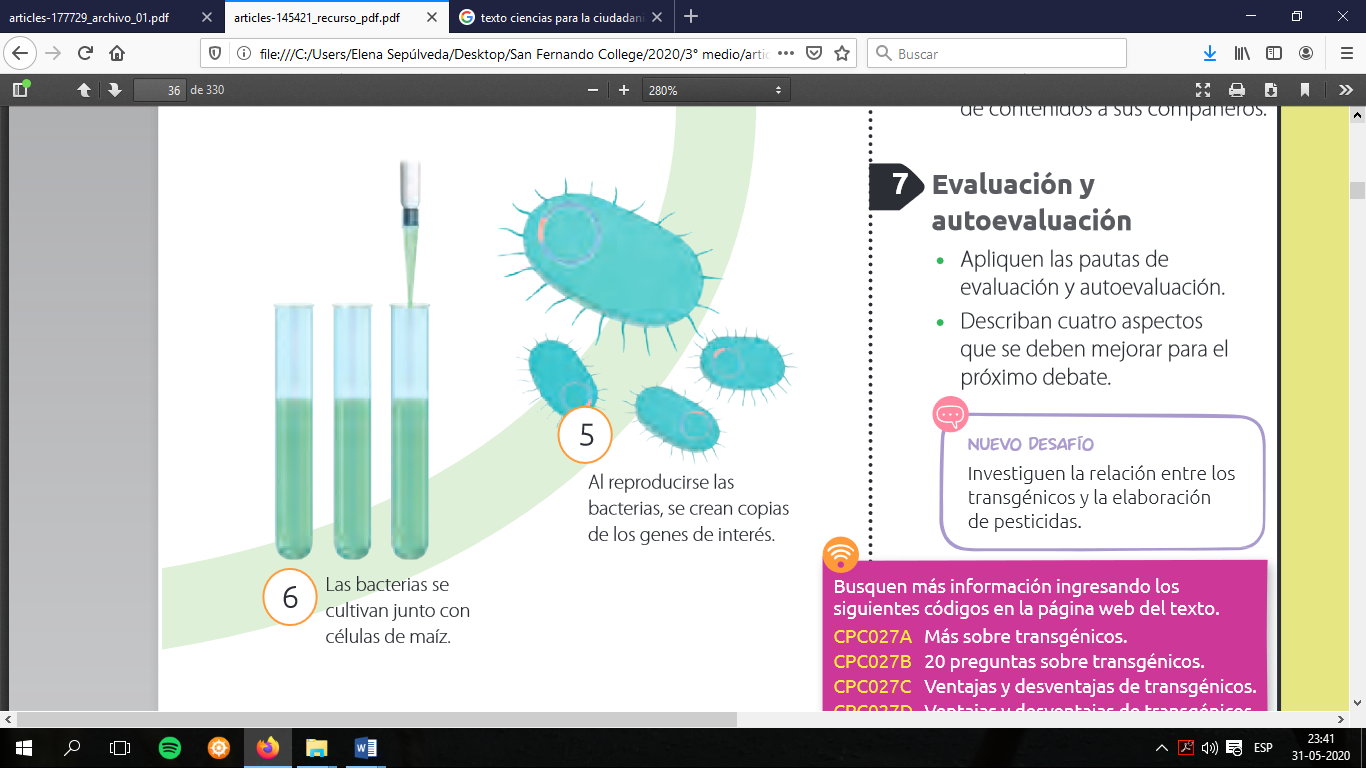 articles-177729_archivo_01.pdf
articles-145421_recurso_pdf.pdf
texto ciencias para la ciudadan
file:///C:/Users/Elena Sepúlveda/Desktop/San Fernando College/2020/3° medio/artic
Buscar
36 de 330
280%
de contenidos a sus compañeros.
7 Evaluación y
autoevaluación
• Apliquen las pautas de
evaluación y autoevaluación.
• Describan cuatro aspectos
que se deben mejorar para el
próximo debate.
NUEVO DESAFÍO
Investiguen la relación entre los
transgénicos y la elaboración
de pesticidas.
5
Al reproducirse las
bacterias, se crean copias
de los genes de interés.
6
Las bacterias se
cultivan junto con
células de maíz.
Busquen más información ingresando los
siguientes códigos en la página web del texto.
CPC027A Más sobre transgénicos.
CPC027B 20 preguntas sobre transgénicos.
CPC027C Ventajas y desventajas de transgénicos.
CPC027D Ventajas y desventajas de transgénicos.
ESP
23:41
31-05-2020